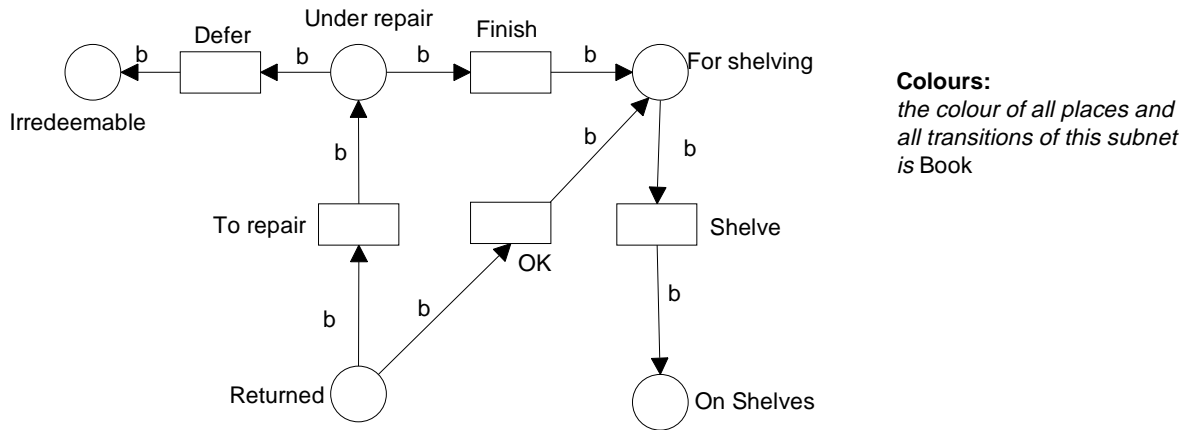 Under repair
Defer
Finish
b
b
b
b
For shelving
Irredeemable
Colours:
the colour of all places and
all transitions of this subnet
is Book
b
b
b
To repair
OK
Shelve
b
b
b
Returned
On Shelves